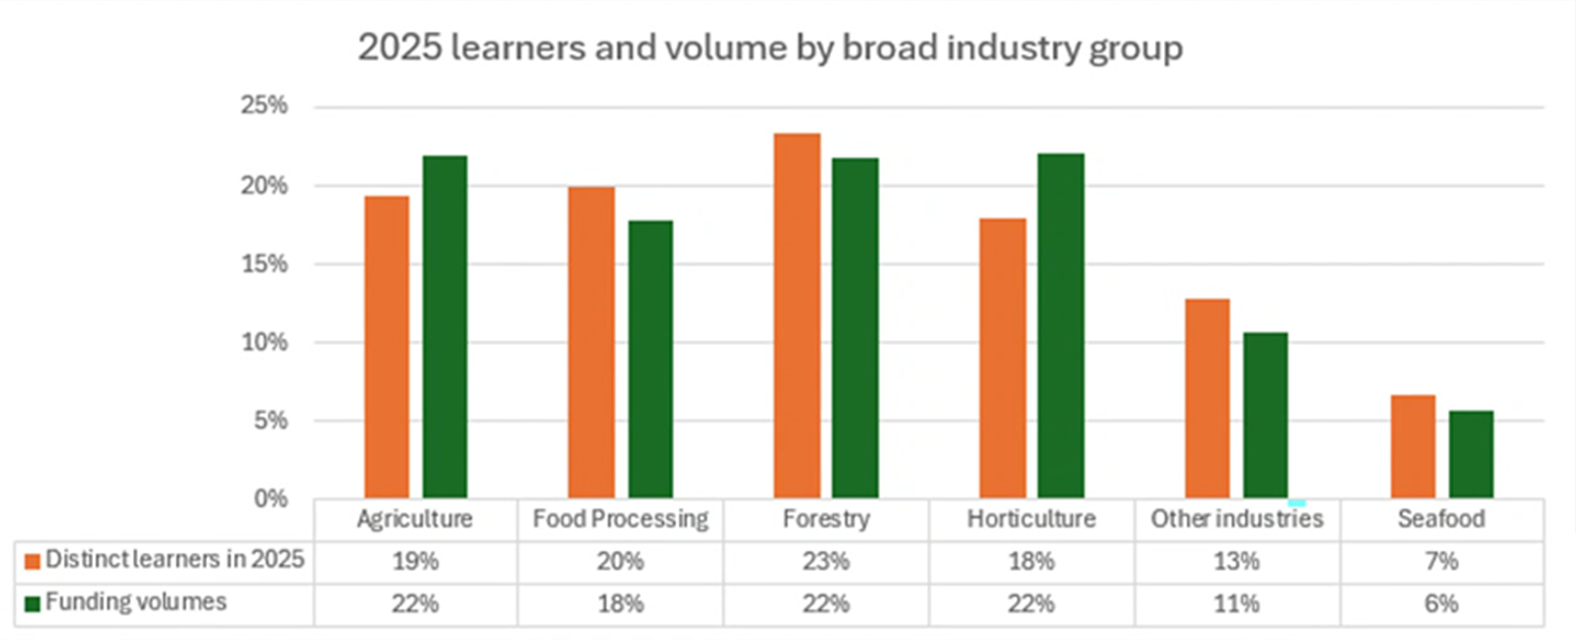 2025 learners and volume by broad industry group
25%
20%
15%
10%
5%
0%
Agriculture Food Processing Forestry Horticulture Other industries Seafood
Distinct learners in 2025 19% 20% 23% 18% 13% 7%
Funding volumes 22% 18% 22% 22% 11% 6%